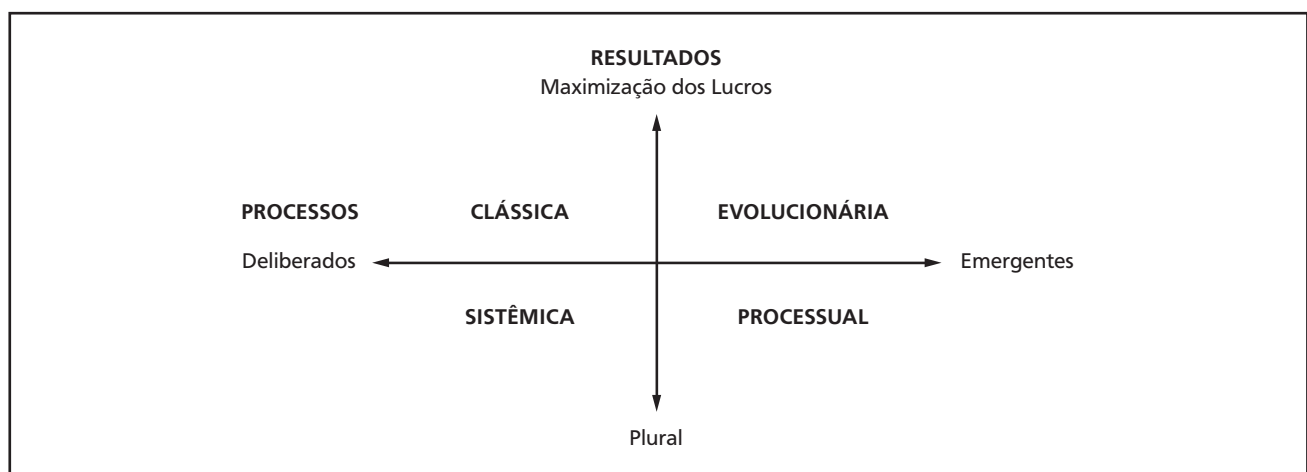 RESULTADOS
Maximização dos Lucros
PROCESSOS CLÁSSICA EVOLUCIONÁRIA
Deliberados Emergentes
SISTÊMICA PROCESSUAL
Plural